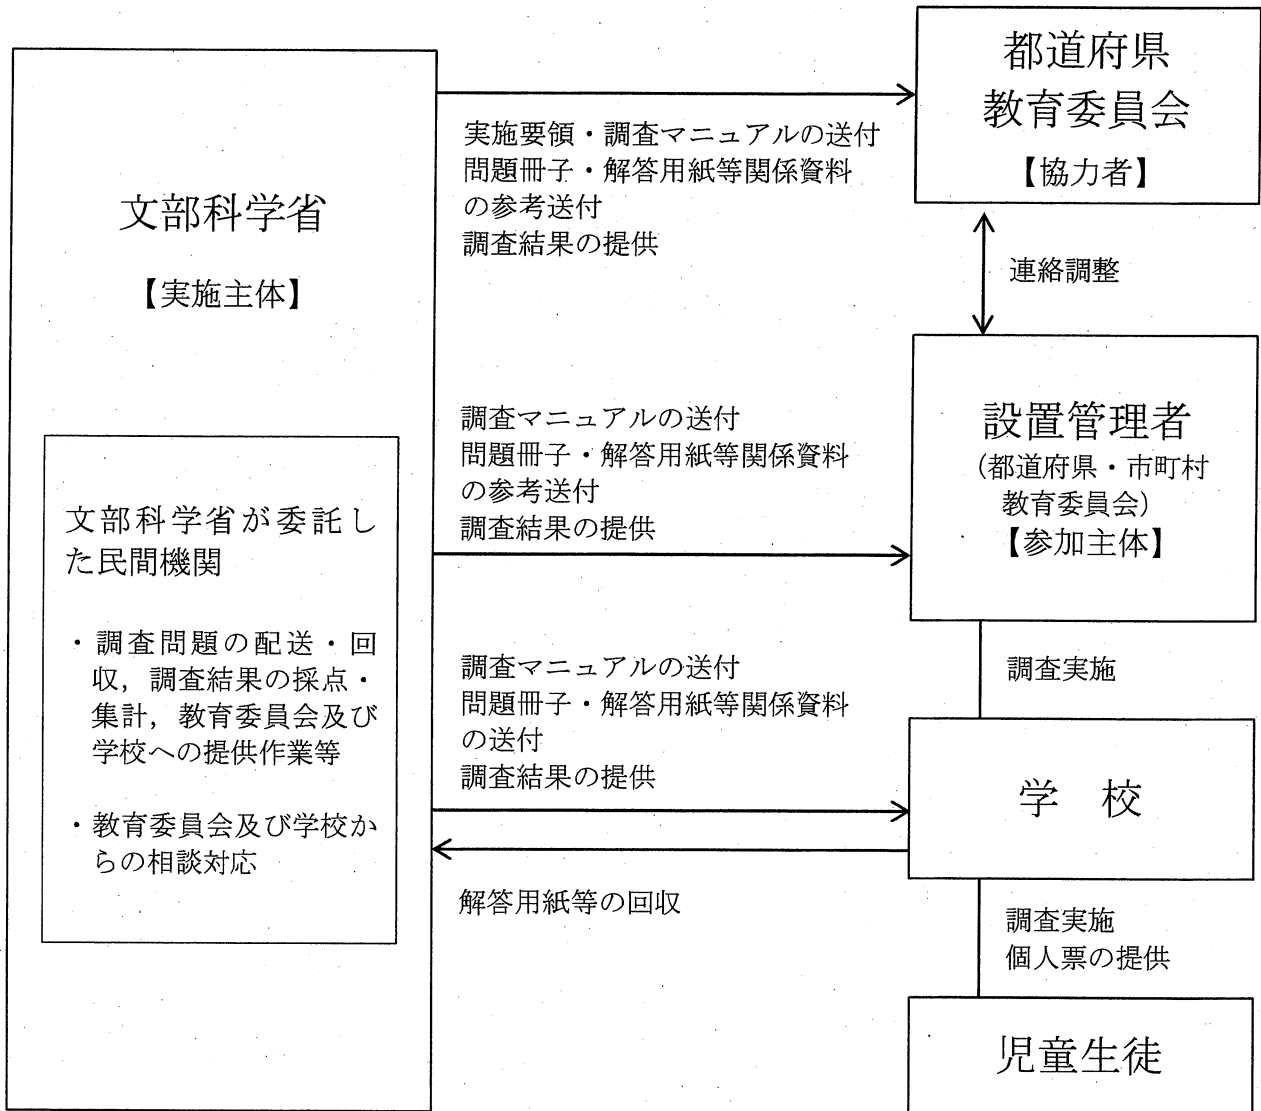 文部科学省
【実施主体】
文部科学省が委託し
た民間機関
・調査問題の配送・回
収，調査結果の採点・
集計，教育委員会及び
学校への提供作業等
・教育委員会及び学校か
らの相談対応
実施要領・調査マニュアルの送付
問題冊子・解答用紙等関係資料
の参考送付
調査結果の提供
都道府県
教育委員会
【協力者】
連絡調整
調査マニュアルの送付
問題冊子・解答用紙等関係資料
の参考送付
調査結果の提供
設置管理者
（都道府県・市町村
教育委員会）
【参加主体】
調査実施
調査マニュアルの送付
問題冊子・解答用紙等関係資料
の送付
調査結果の提供
学　校
解答用紙等の回収
調査実施
個人票の提供
児童生徒